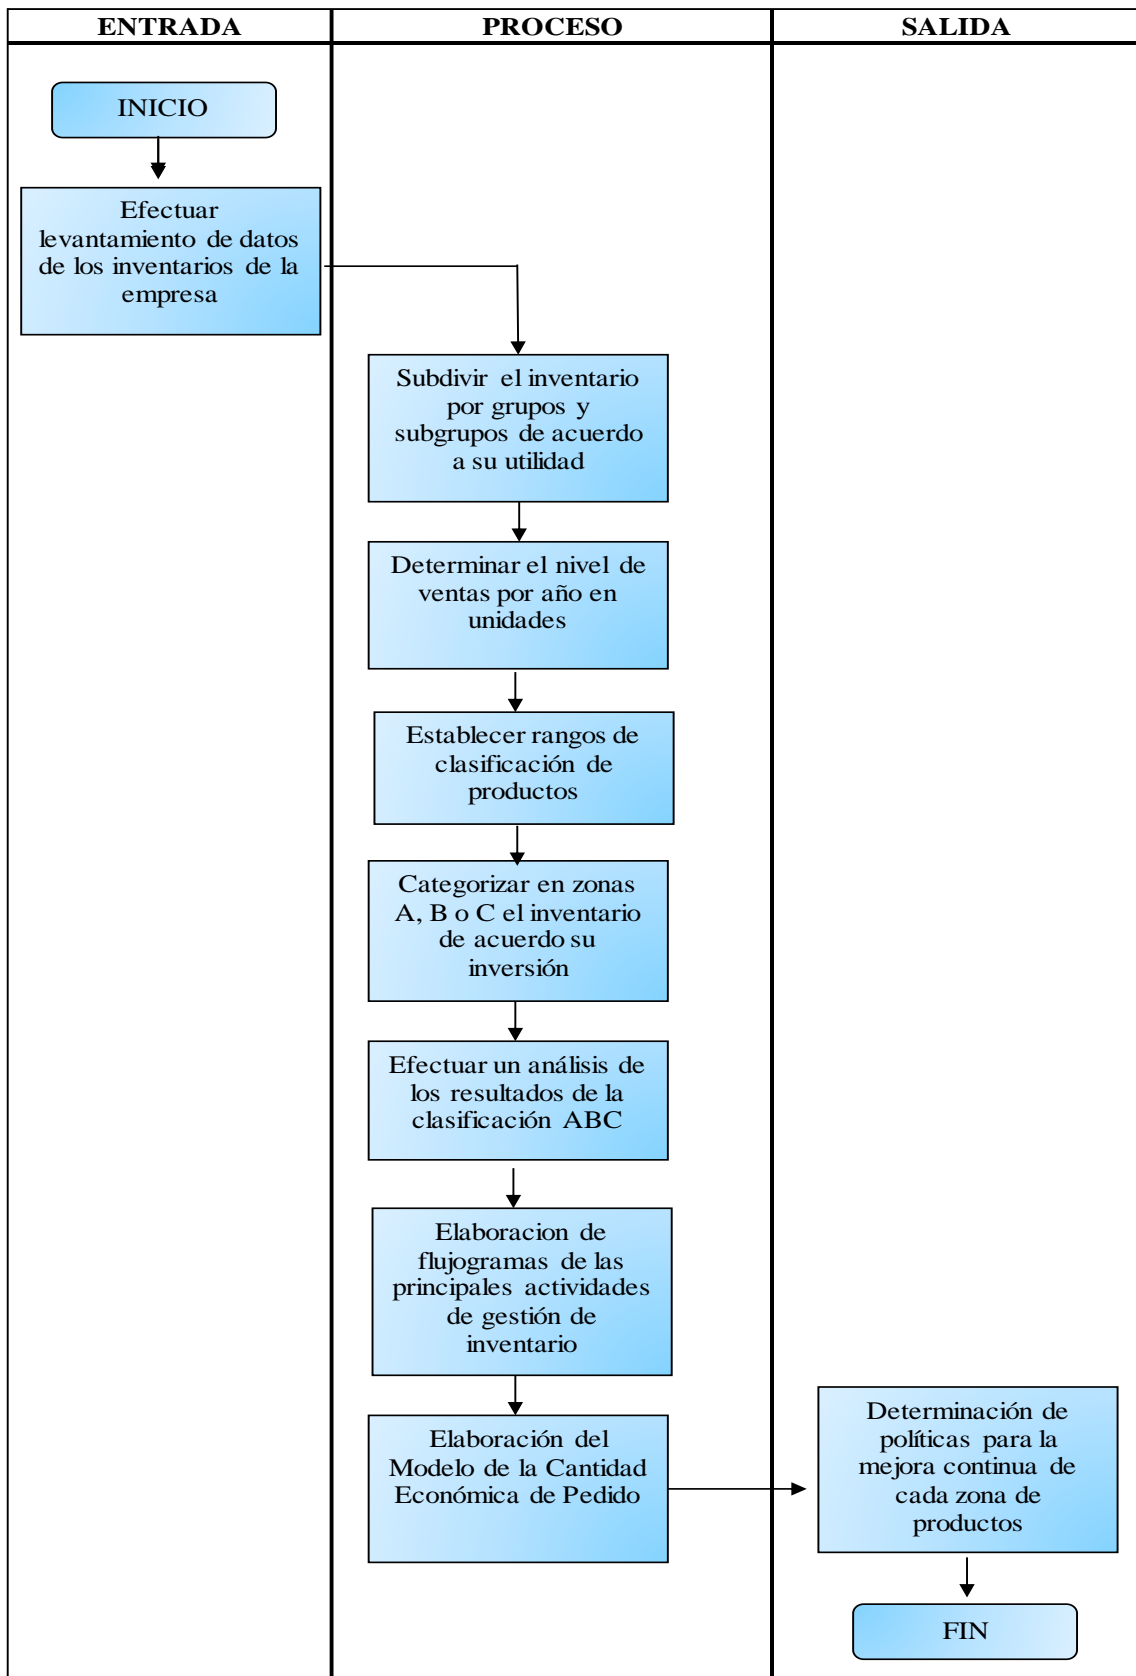 ENTRADA
PROCESO
SALIDA
INICIO
Efectuar
levantamiento de datos
de los inventarios de la
empresa
Subdivir el inventario
por grupos y
subgrupos de acuerdo
a su utilidad
Determinar el nivel de
ventas por año en
unidades
Establecer rangos de
clasificación de
productos
Categorizar en zonas
A, B o C el inventario
de acuerdo su
inversión
Efectuar un análisis de
los resultados de la
clasificación ABC
Elaboracion de
flujogramas de las
principales actividades
de gestión de
inventario
Elaboración del
Modelo de la Cantidad
Económica de Pedido
Determinación de
políticas para la
mejora continua de
cada zona de
productos
FIN